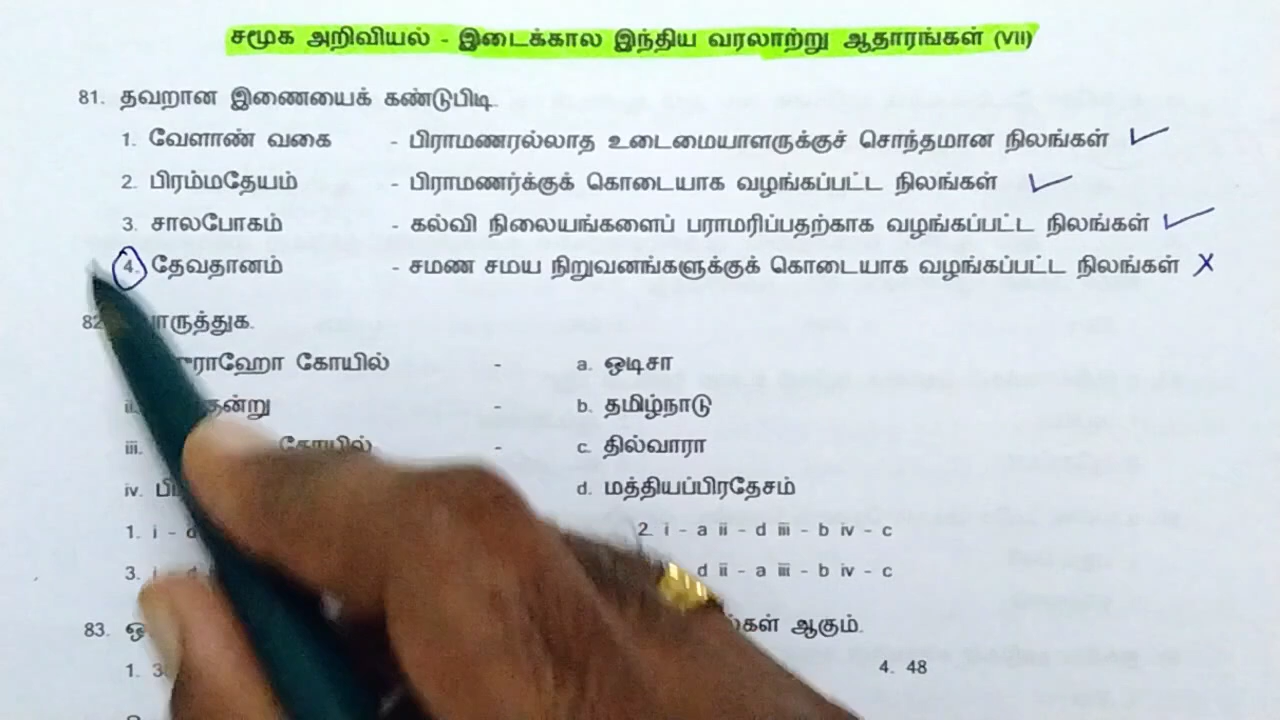 சமூக அறிவியல் - இடைக்கால இந்திய வரலாற்று ஆதாரங்கள் (VII)
81. தவறான இணையைக் கண்டுபிடி.
1. வேளாண் வகை - பிராமணரல்லாத உடைமையாளருக்குச் சொந்தமான நிலங்கள்
2. பிரம்மதேயம் - பிராமணர்க்குக் கொடையாக வழங்கப்பட்ட நிலங்கள்
3. சாலபோகம் - கல்வி நிலையங்களைப் பராமரிப்பதற்காக வழங்கப்பட்ட நிலங்கள்
4. தேவதானம் - சமண சமய நிறுவனங்களுக்குக் கொடையாக வழங்கப்பட்ட நிலங்கள் X
கோயில் - a. ஒடிசா
ii. - b. தமிழ்நாடு
iii. கோயில் - c. தில்வாரா
iv. d. மத்தியப்பிரதேசம்
1. i - 2. i - a ii - d iii - b iv - c
3. d ii - a iii - b iv - c
83. ஆகும்.
1. 4. 48